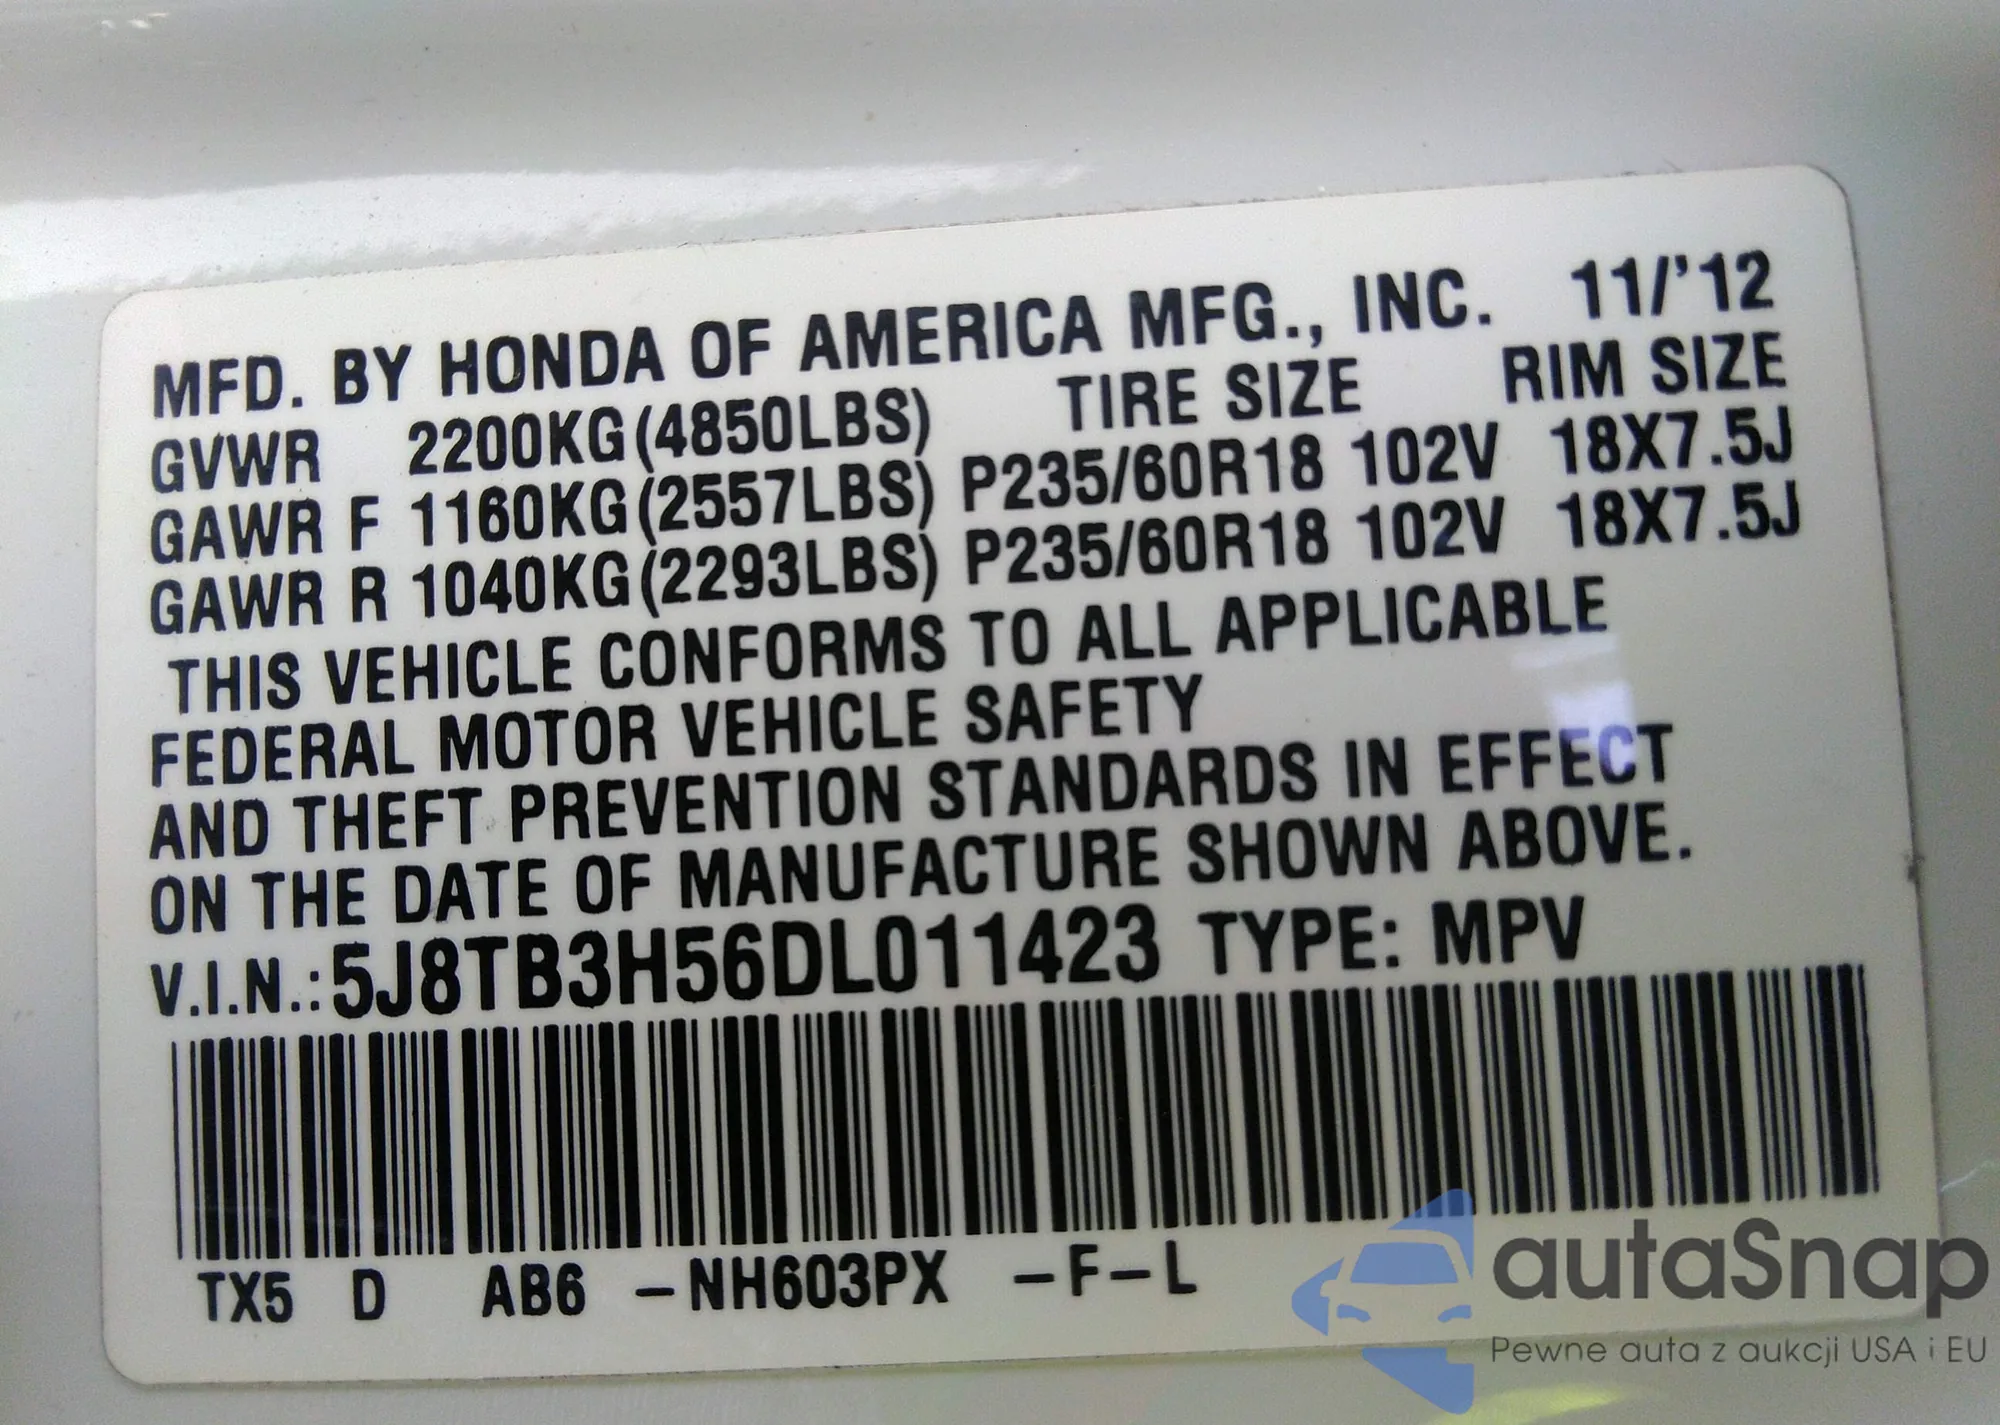 MFD. BY HONDA OF AMERICA MFG., INC. 11/'12
GVWR 2200KG(4850LBS) TIRE SIZE RIM SIZE
GAWR F 1160KG(2557LBS) P235/60R18 102V 18X7.5J
GAWR R 1040KG(2293LBS) P235/60R18 102V 18X7.5J
THIS VEHICLE CONFORMS TO ALL APPLICABLE
FEDERAL MOTOR VEHICLE SAFETY
AND THEFT PREVENTION STANDARDS IN EFFECT
ON THE DATE OF MANUFACTURE SHOWN ABOVE.
V.I.N.:5J8TB3H56DL011423 TYPE: MPV
TX5 D AB6 -NH603PX -F-L
autaSnap
Pewne auta z aukcji USA i EU